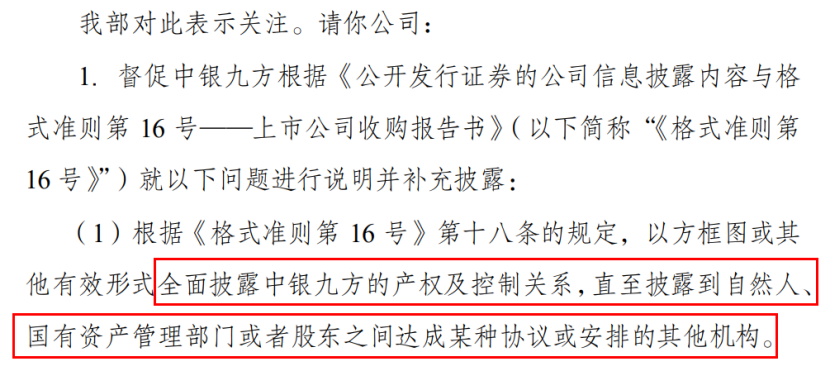 我部对此表示关注。请你公司：
1. 督促中银九方根据《公开发行证券的公司信息披露内容与格
式准则第 16 号——上市公司收购报告书》（以下简称“《格式准则第
16 号》”）就以下问题进行说明并补充披露：
（1）根据《格式准则第 16 号》第十八条的规定，以方框图或其
他有效形式全面披露中银九方的产权及控制关系，直至披露到自然人、
国有资产管理部门或者股东之间达成某种协议或安排的其他机构。